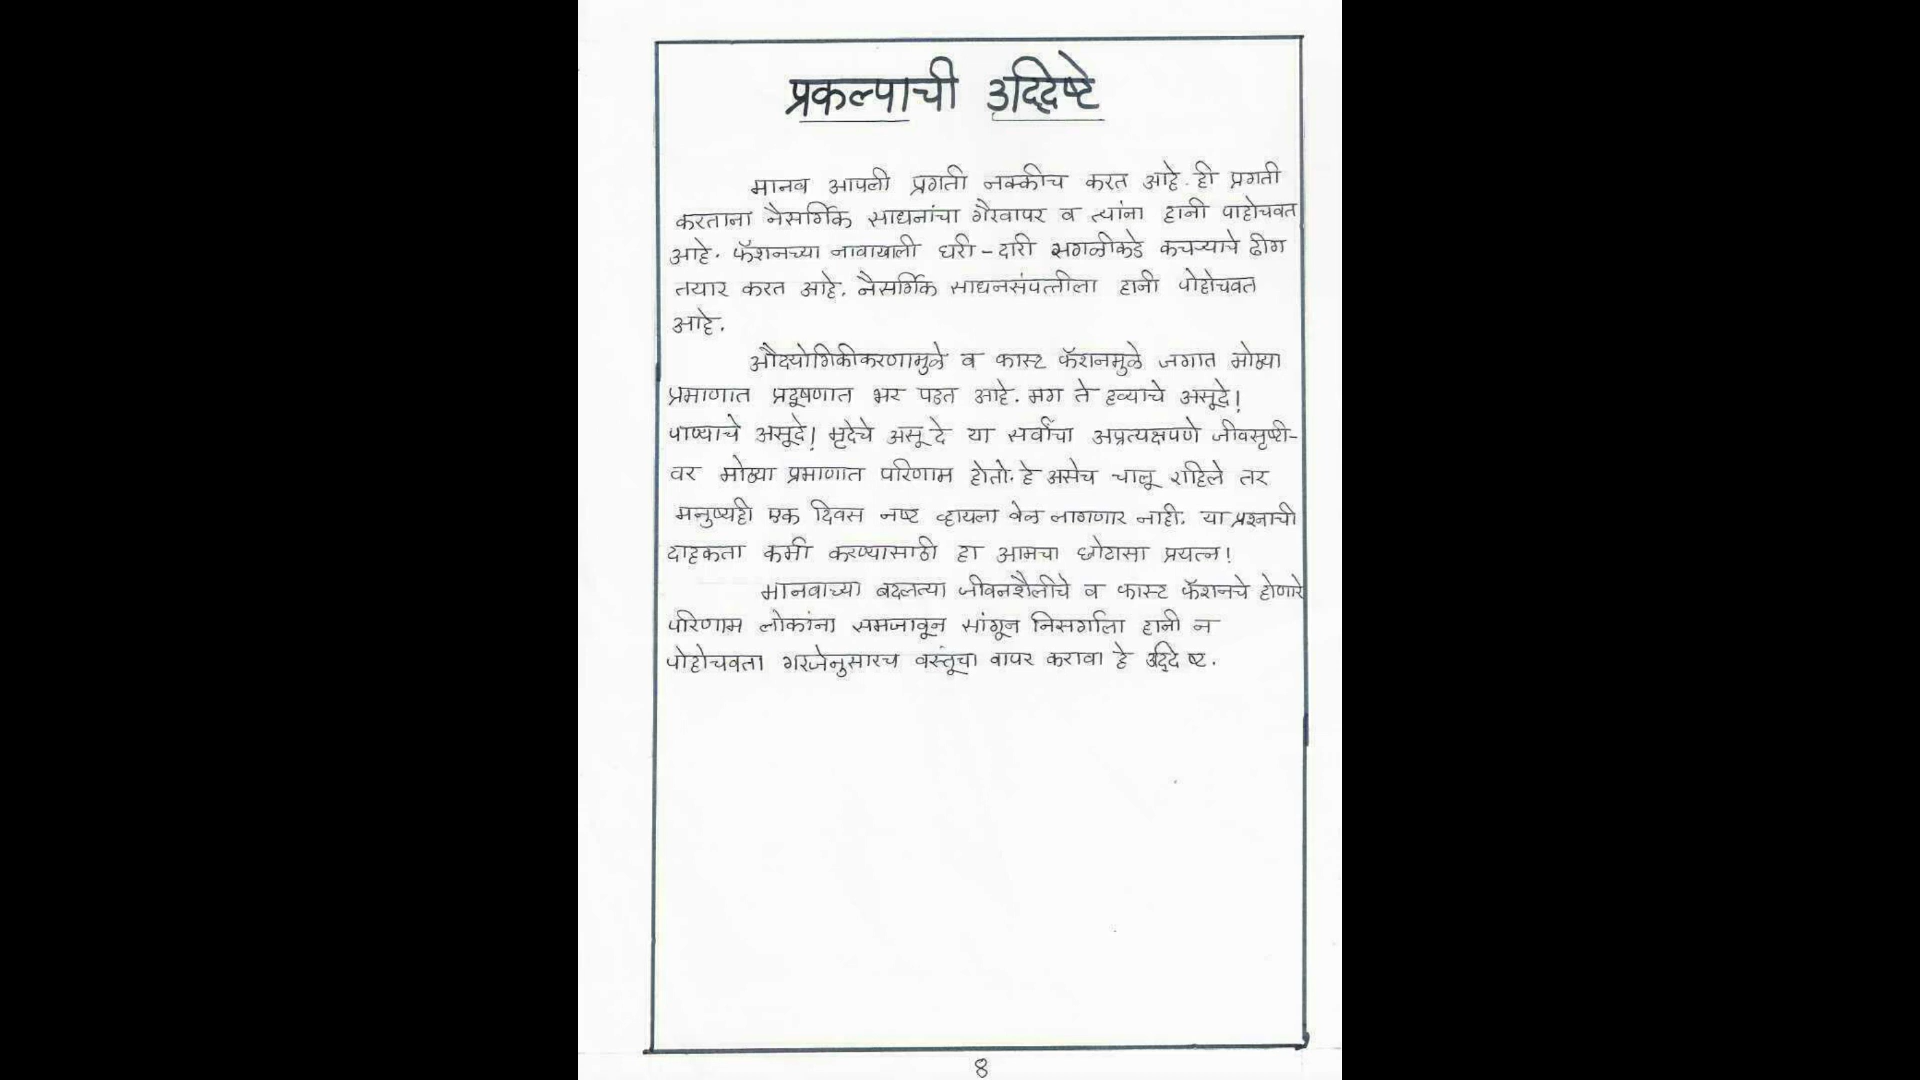 प्रकल्पाची उद्दिष्टे
मानव आपली प्रगती नक्कीच करत आहे. ही प्रगती
करताना नैसर्गिक साधनांचा गैरवापर व त्यांना हानी पाहोचवत
आहे. फॅशनच्या नावाखाली घरी-दारी सगळीकडे कचऱ्याचे ढीग
तयार करत आहे. नैसर्गिक साधनसंपत्तीला हानी पोहोचवत
आहे.
औद्योगिकीकरणामुळे व फास्ट फॅशनमुळे जगात मोठ्या
प्रमाणात प्रदूषणात भर पडत आहे. मग ते हव्याचे असूदे!
पाण्याचे असूदे! मृदेचे असूदे या सर्वांचा अप्रत्यक्षपणे जीवसृष्टी-
वर मोठ्या प्रमाणात परिणाम होतो. हे असेच चालू राहिले तर
मनुष्यही एक दिवस नष्ट व्हायला वेळ लागणार नाही. या प्रश्नाची
दाहकता कमी करण्यासाठी हा आमचा छोटासा प्रयत्न!
मानवाच्या बदलत्या जीवनशैलीचे व फास्ट फॅशनचे होणारे
परिणाम लोकांना समजावून सांगून निसर्गाला हानी न
पोहोचवता गरजेनुसारच वस्तूंचा वापर करावा हे उद्दिष्ट.
8